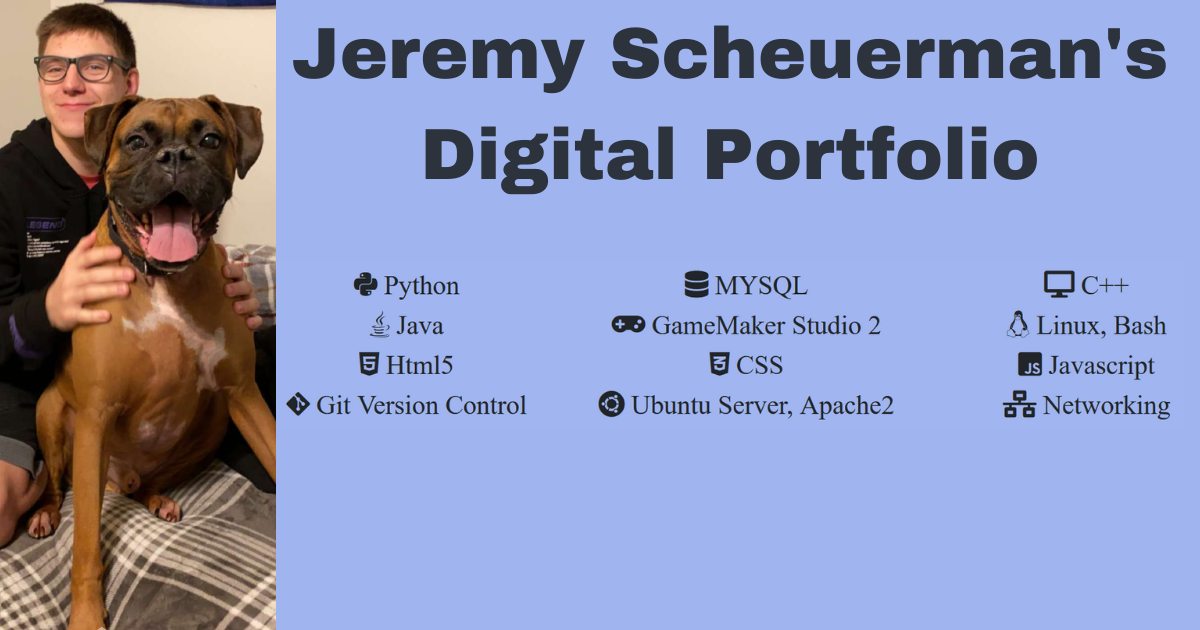 Jeremy Scheuerman's
Digital Portfolio
Python
MYSQL
C++
Java
GameMaker Studio 2
Linux, Bash
Html5
CSS
Javascript
Git Version Control
Ubuntu Server, Apache2
Networking